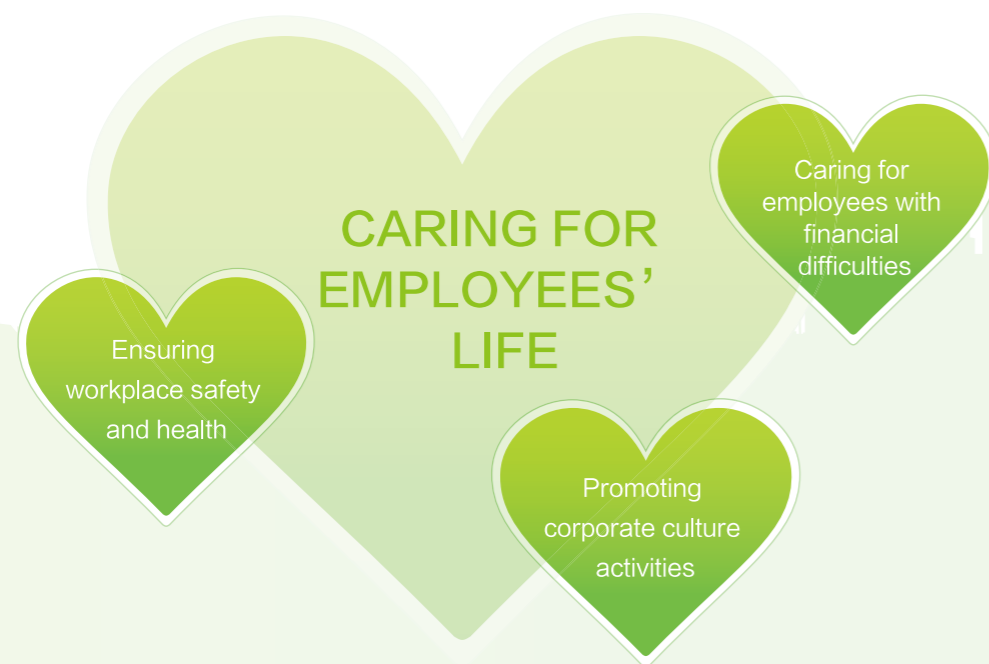 CARING FOR
EMPLOYEES’
LIFE
Caring for
employees with
financial
difficulties
Ensuring
workplace safety
and health
Promoting
corporate culture
activities